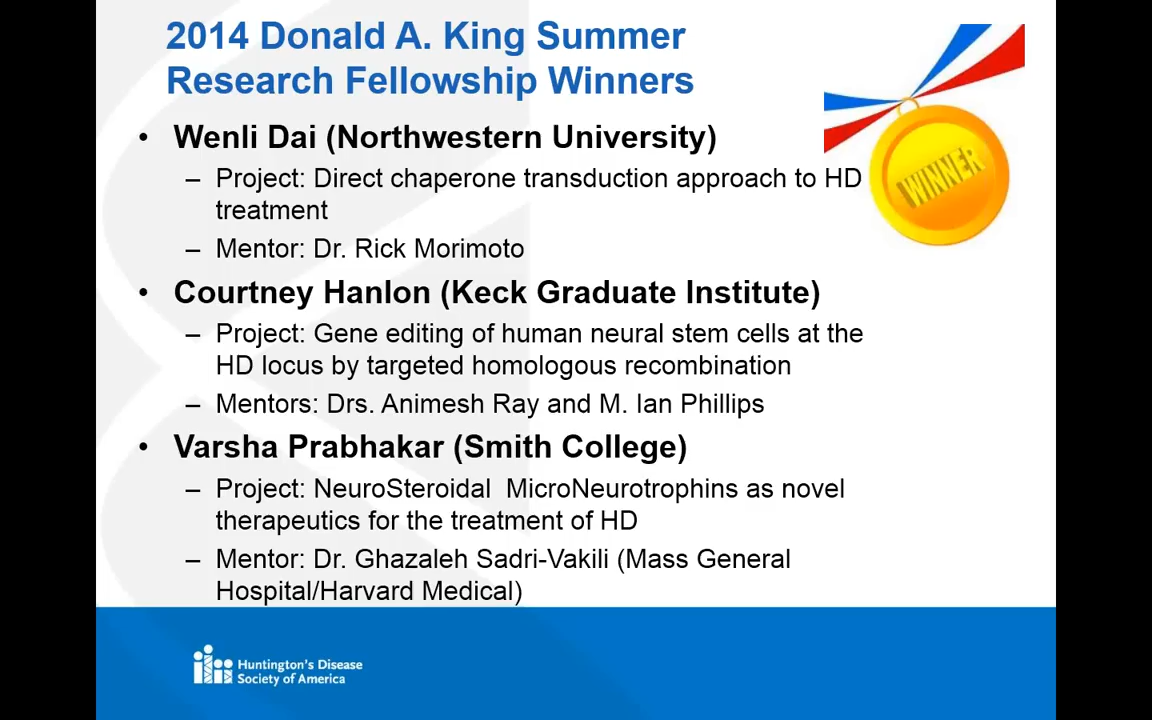 2014 Donald A. King Summer
Research Fellowship Winners
• Wenli Dai (Northwestern University)
– Project: Direct chaperone transduction approach to HD
treatment
– Mentor: Dr. Rick Morimoto
• Courtney Hanlon (Keck Graduate Institute)
– Project: Gene editing of human neural stem cells at the
HD locus by targeted homologous recombination
– Mentors: Drs. Animesh Ray and M. Ian Phillips
• Varsha Prabhakar (Smith College)
– Project: NeuroSteroidal  MicroNeurotrophins as novel
therapeutics for the treatment of HD
– Mentor: Dr. Ghazaleh Sadri-Vakili (Mass General
Hospital/Harvard Medical)
WINNER
Huntington's Disease
Society of America